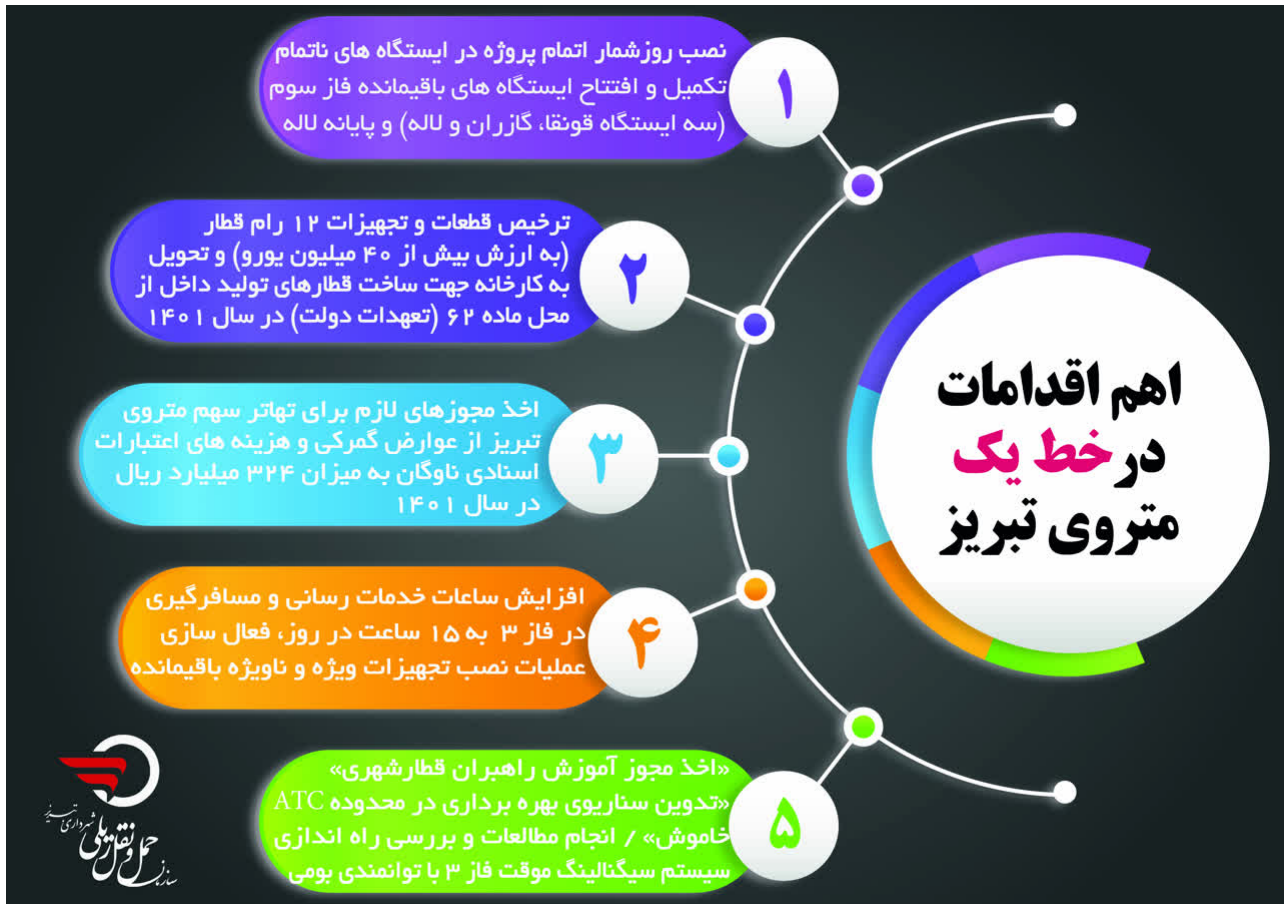 اهم اقدامات
در خط یک
متروی تبریز
۱
نصب روزشمار اتمام پروژه در ایستگاه های ناتمام
تکمیل و افتتاح ایستگاه های باقیمانده فاز سوم
(سه ایستگاه قونقا، گازران و لاله) و پایانه لاله
۲
ترخیص قطعات و تجهیزات ۱۲ رام قطار
(به ارزش بیش از ۴۰ میلیون یورو) و تحویل
به کارخانه جهت ساخت قطارهای تولید داخل از
محل ماده ۶۲ (تعهدات دولت) در سال ۱۴۰۱
۳
اخذ مجوزهای لازم برای تهاتر سهم متروی
تبریز از عوارض گمرکی و هزینه های اعتبارات
اسنادی ناوگان به میزان ۳۲۴ میلیارد ریال
در سال ۱۴۰۱
۴
افزایش ساعات خدمات رسانی و مسافرگیری
در فاز ۳ به ۱۵ ساعت در روز، فعال سازی
عملیات نصب تجهیزات ویژه و ناویژه باقیمانده
۵
«اخذ مجوز آموزش راهبران قطارشهری»
«تدوین سناریوی بهره برداری در محدوده ATC
خاموش» / انجام مطالعات و بررسی راه اندازی
سیستم سیگنالینگ موقت فاز ۳ با توانمندی بومی
سازمان حمل و نقل ریلی شهرداری تبریز